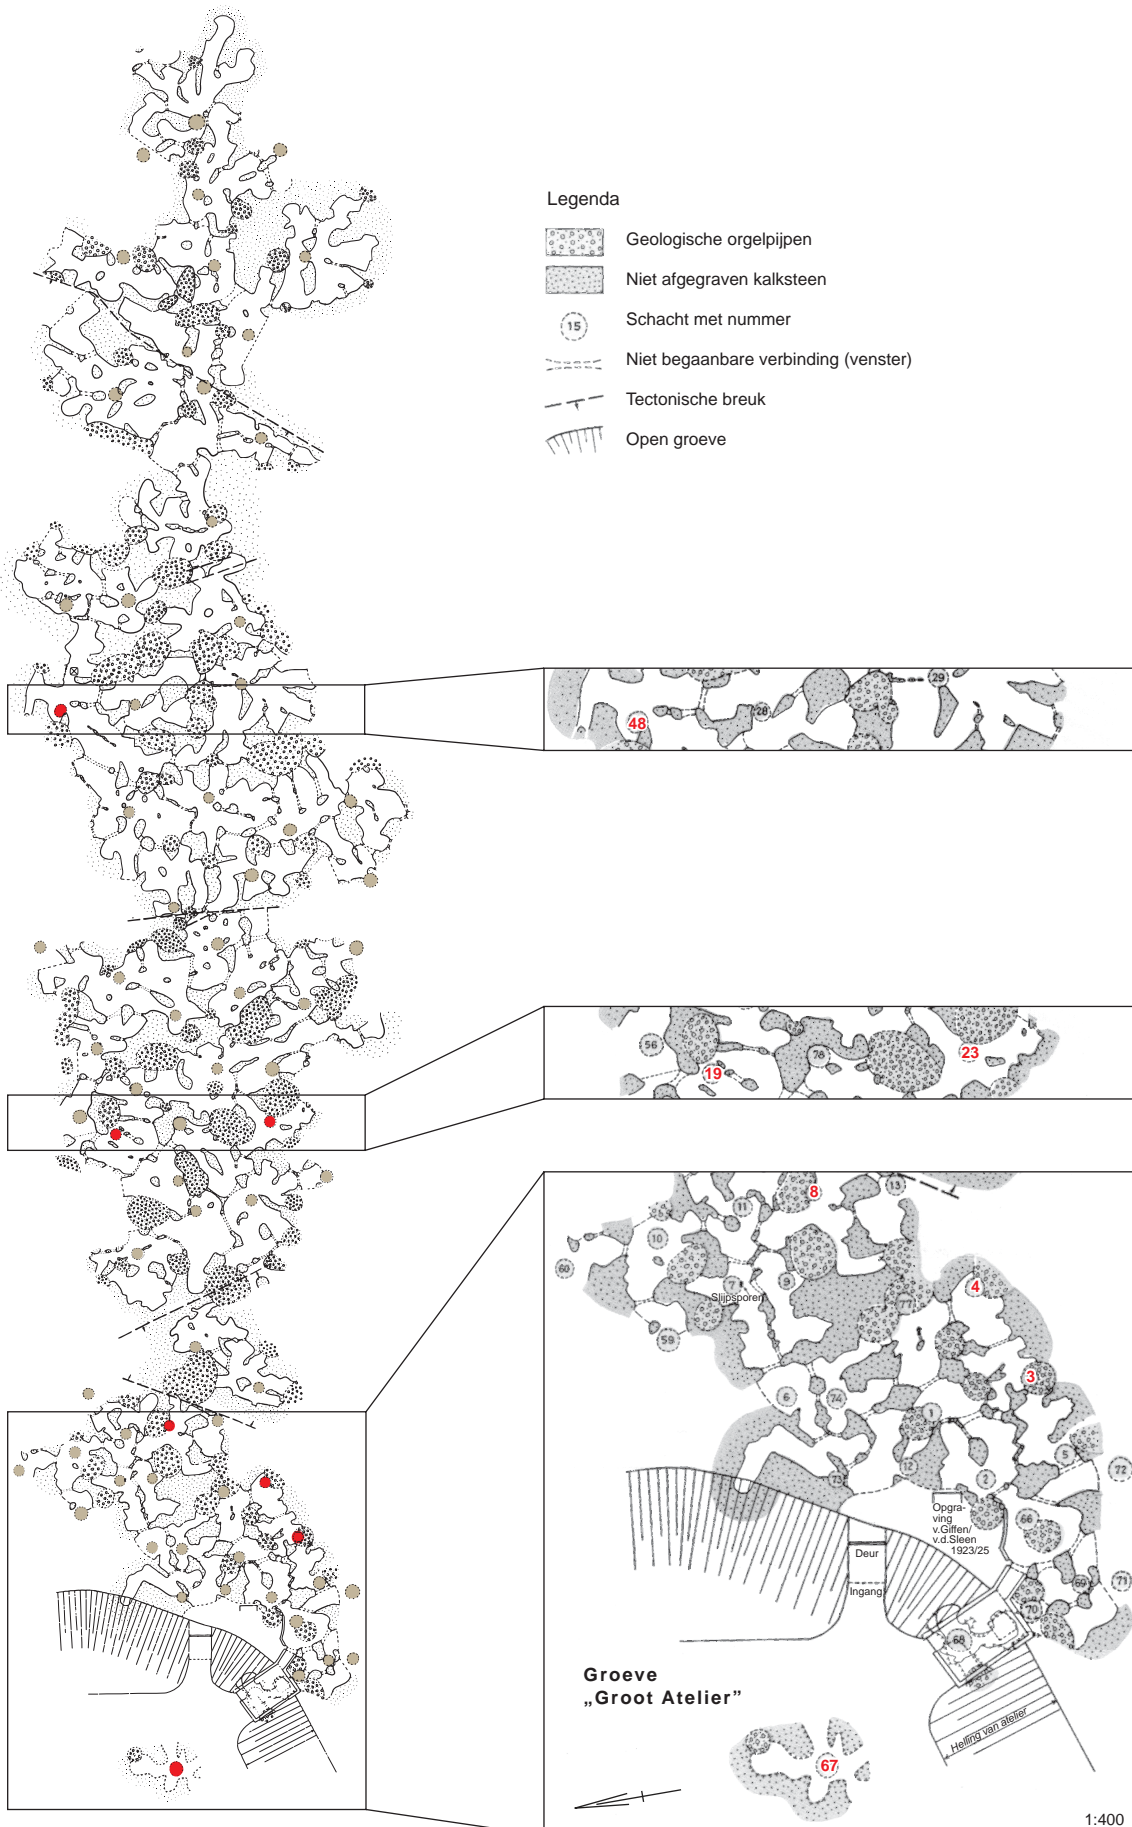 Legenda
Geologische orgelpijpen
Niet afgegraven kalksteen
15
Schacht met nummer
Niet begaanbare verbinding (venster)
Tectonische breuk
Open groeve
29
48
28
56
78
23
19
8
13
11
10
60
9
7
Slijpsporen
4
77
59
3
6
74
1
5
12
2
72
73
Opgra-
ving
v.Giffen/
v.d.Sleen
1923/25
66
Deur
Ingang
69
71
70
68
Groeve
„Groot Atelier”
Helling van atelier
67
1:400